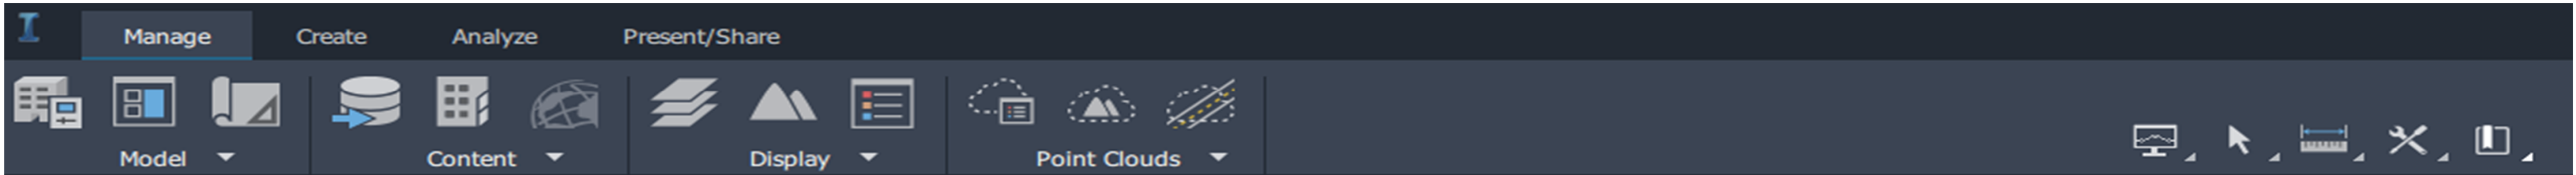 Manage Create Analyze Present/Share
Model Content Display Point Clouds